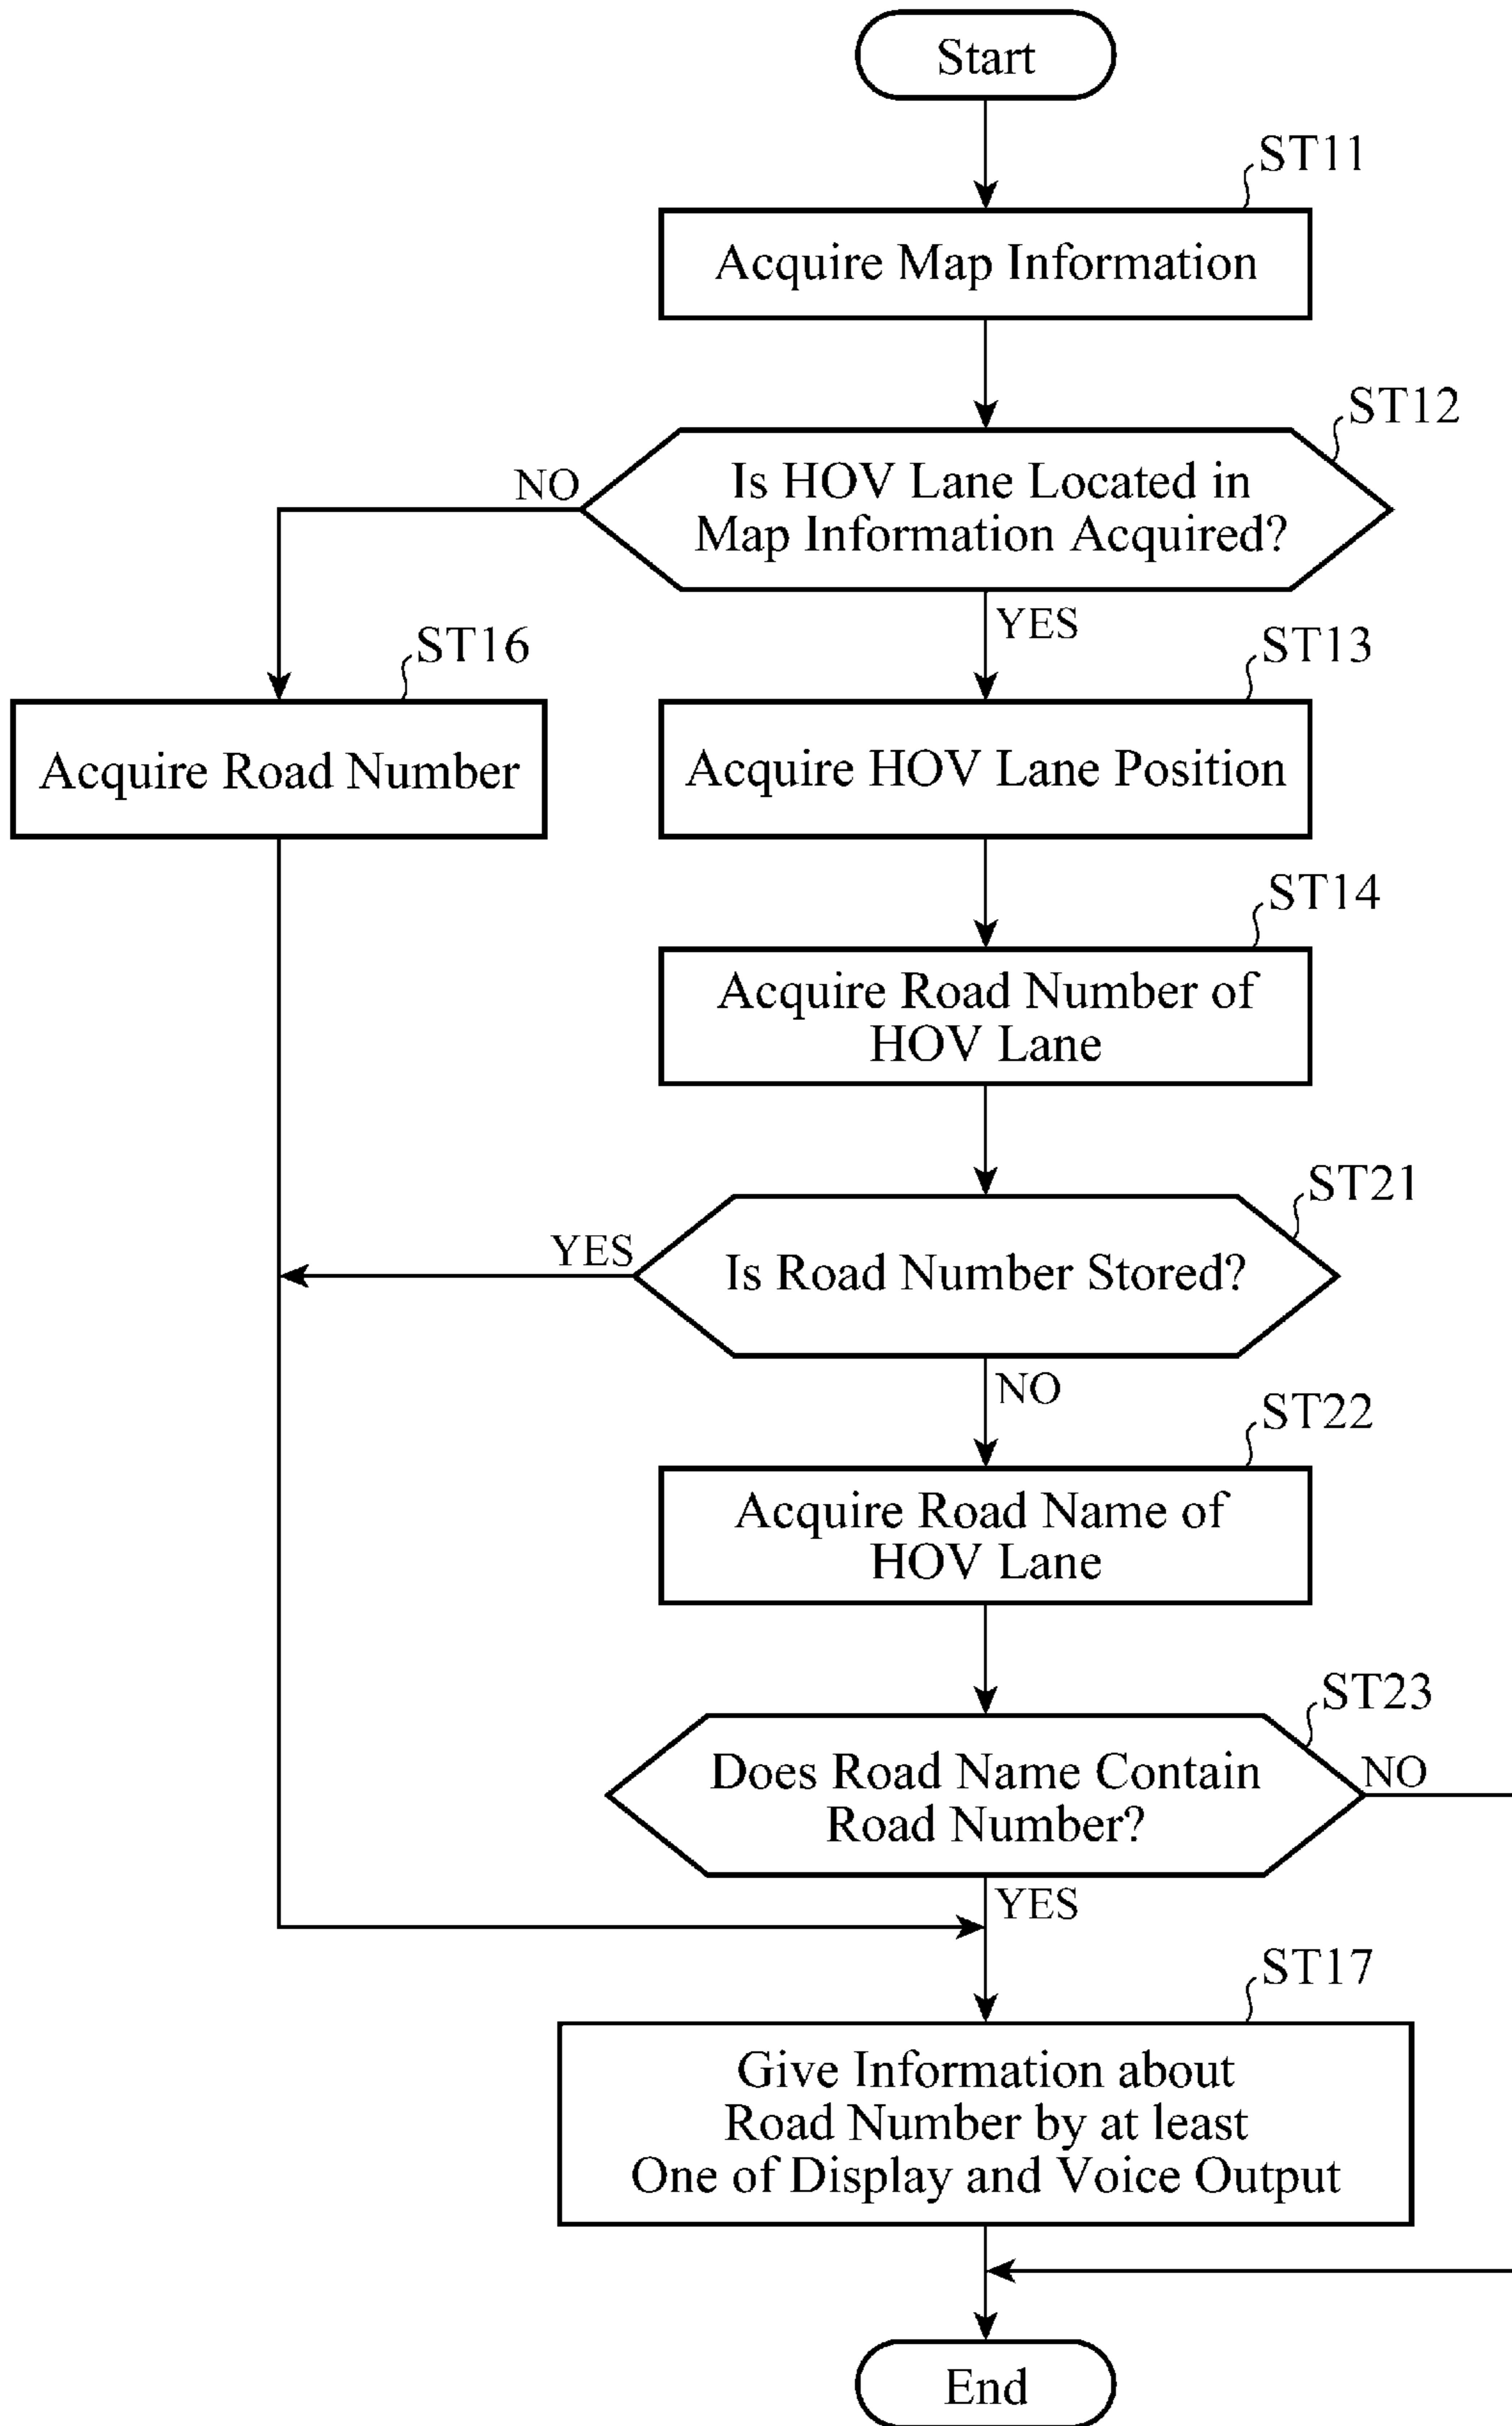 Start
ST11
Acquire Map Information
ST12
Is HOV Lane Located in
Map Information Acquired?
NO
YES
ST16
Acquire Road Number
ST13
Acquire HOV Lane Position
ST14
Acquire Road Number of
HOV Lane
ST21
Is Road Number Stored?
YES
NO
ST22
Acquire Road Name of
HOV Lane
ST23
Does Road Name Contain
Road Number?
NO
YES
ST17
Give Information about
Road Number by at least
One of Display and Voice Output
End